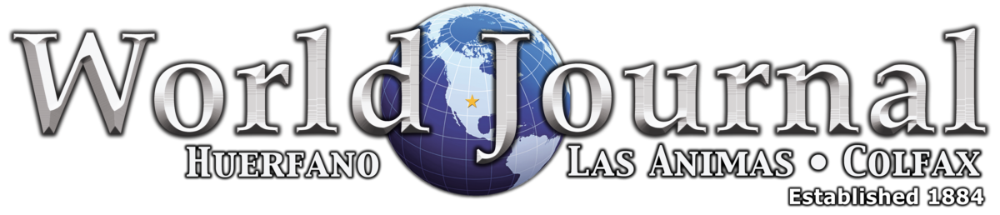 World Journal
Huerfano Las Animas • Colfax
Established 1884